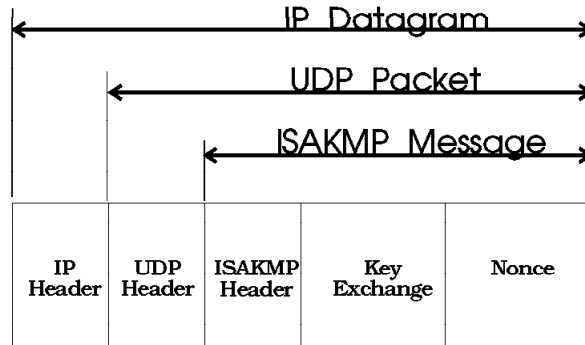 IP Datagram
UDP Packet
ISAKMP Message
IP Header
UDP Header
ISAKMP Header
Key Exchange
Nonce